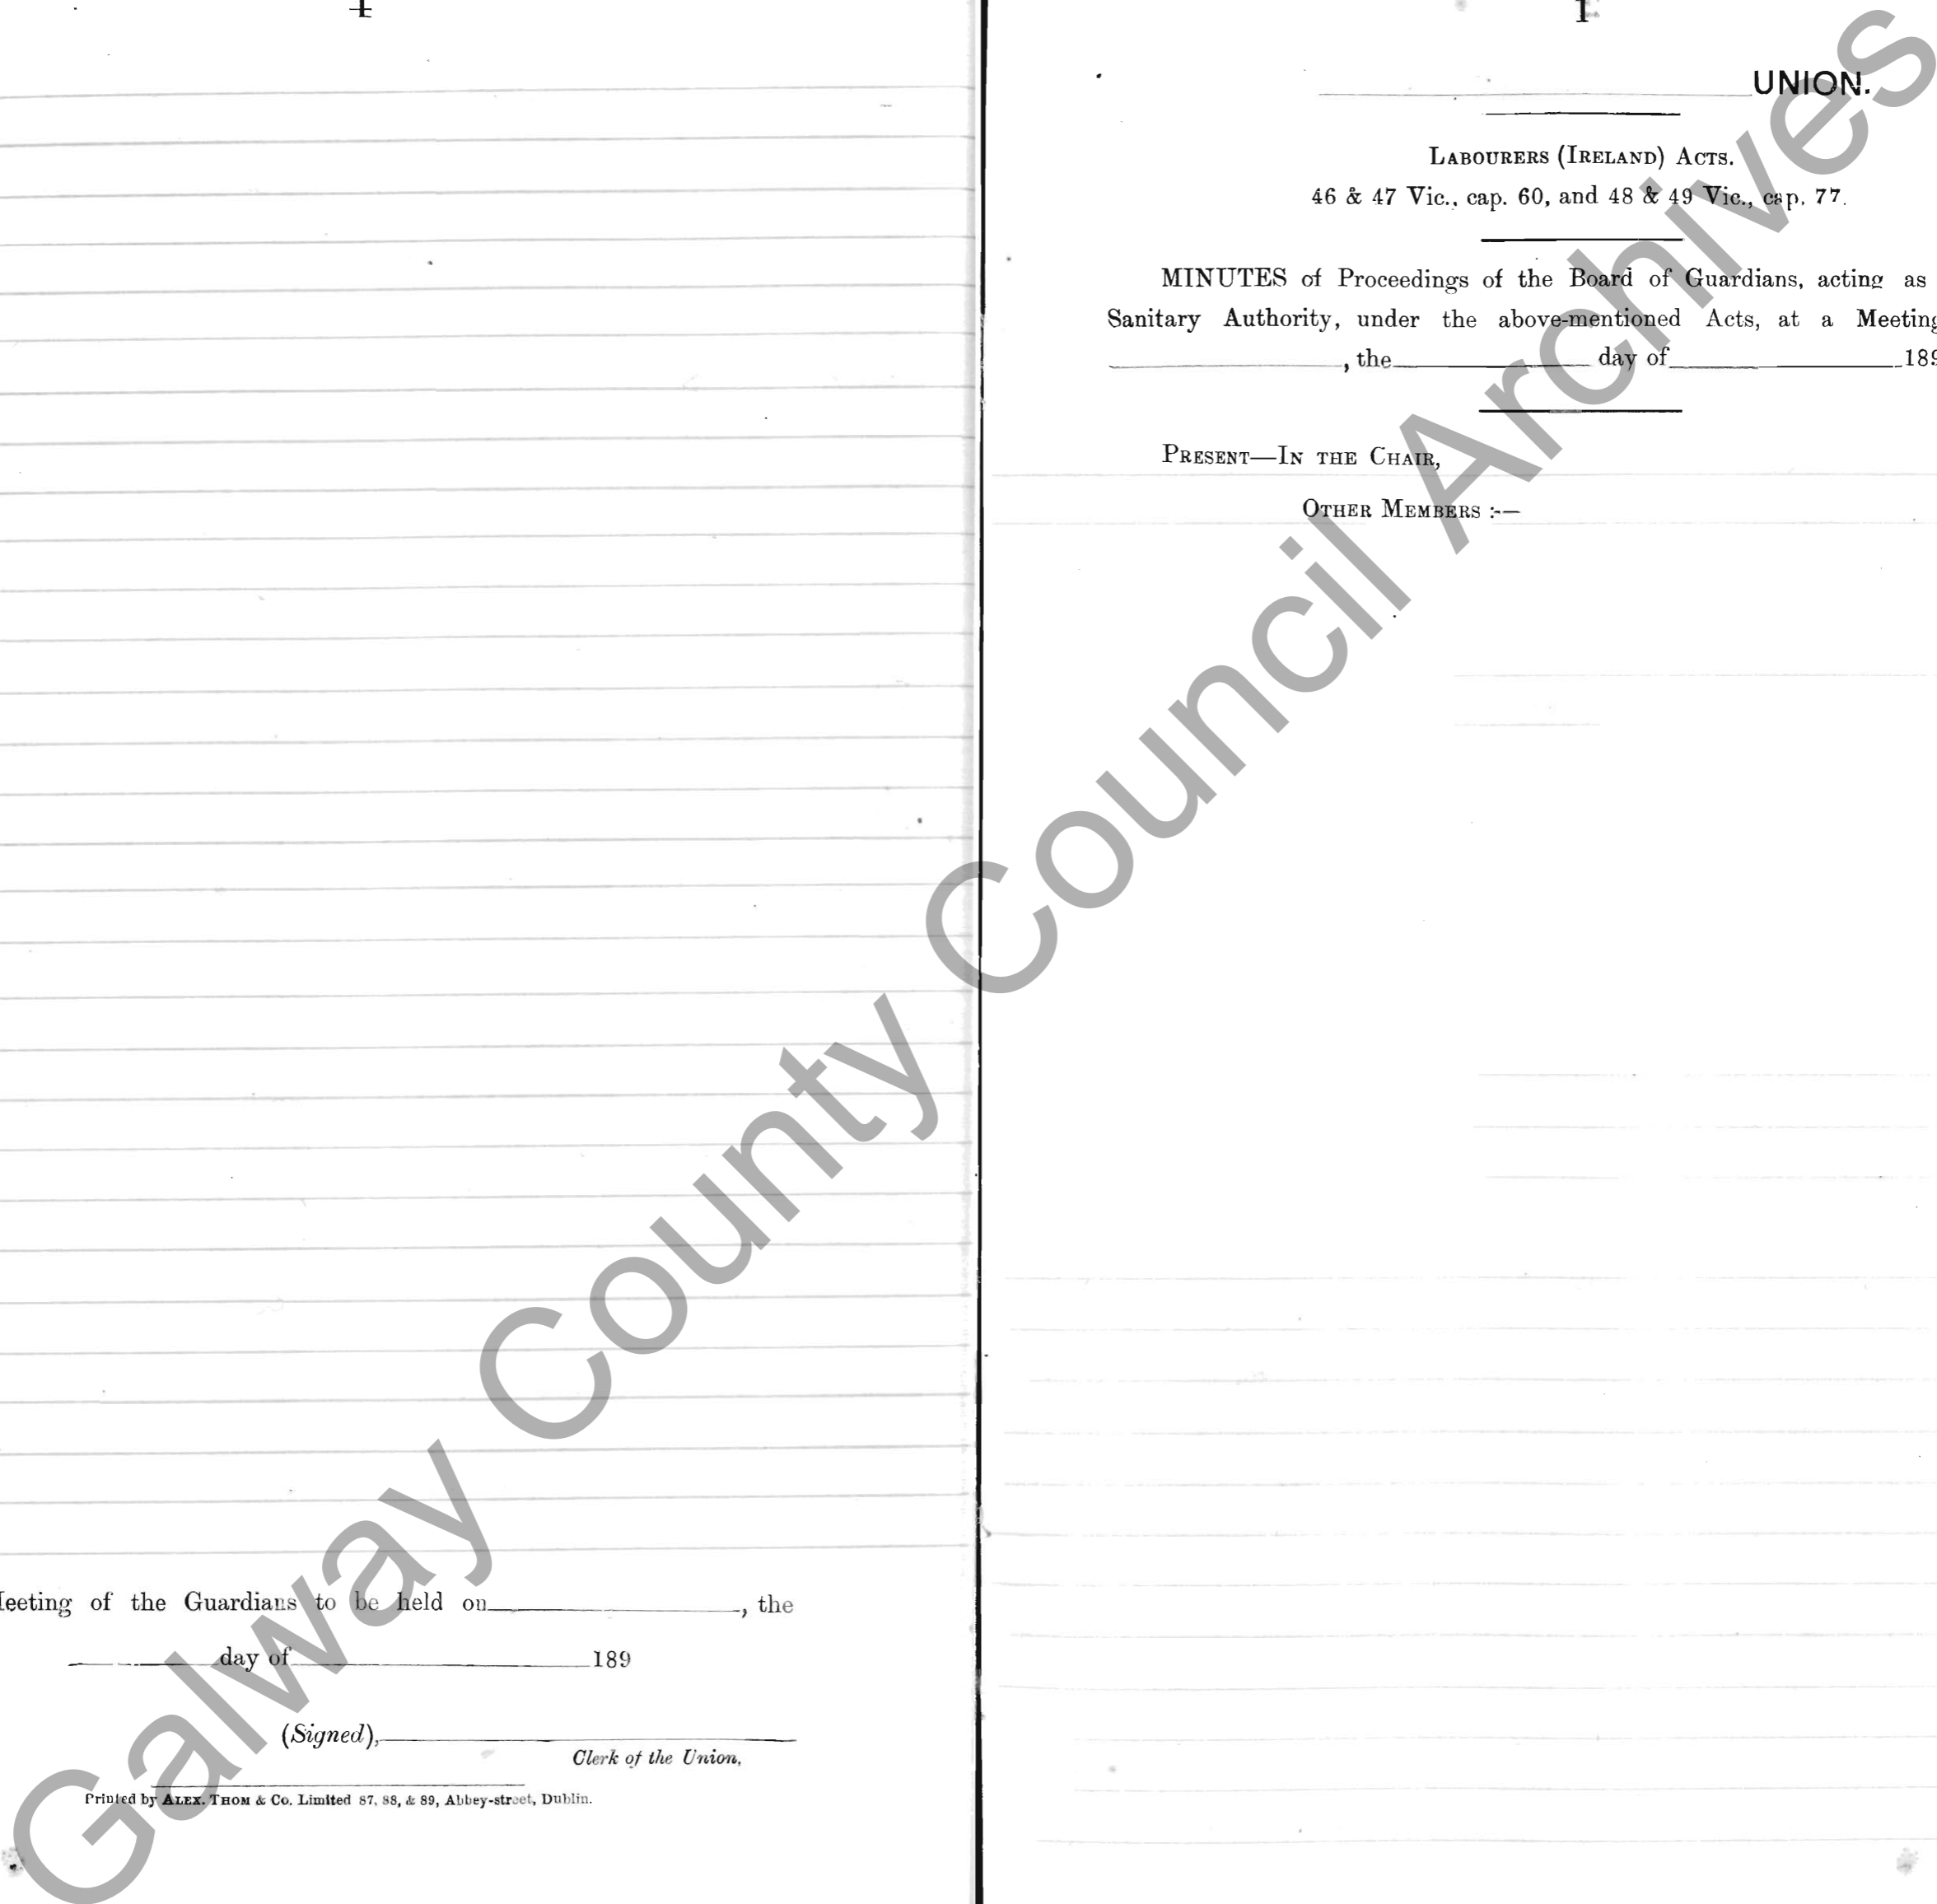 4
leeting of the Guardians to be held on , the
day of 189
(Signed),
Clerk of the Union,
Printed by ALEX. THOM & Co. Limited 87, 88, & 89, Abbey-street, Dublin.
1
UNION.
LABOURERS (IRELAND) ACTS.
46 & 47 Vic., cap. 60, and 48 & 49 Vic., cap. 77.
MINUTES of Proceedings of the Board of Guardians, acting as
Sanitary Authority, under the above-mentioned Acts, at a Meeting
, the day of 189
PRESENT—IN THE CHAIR,
OTHER MEMBERS :—
Galway County Council Archives